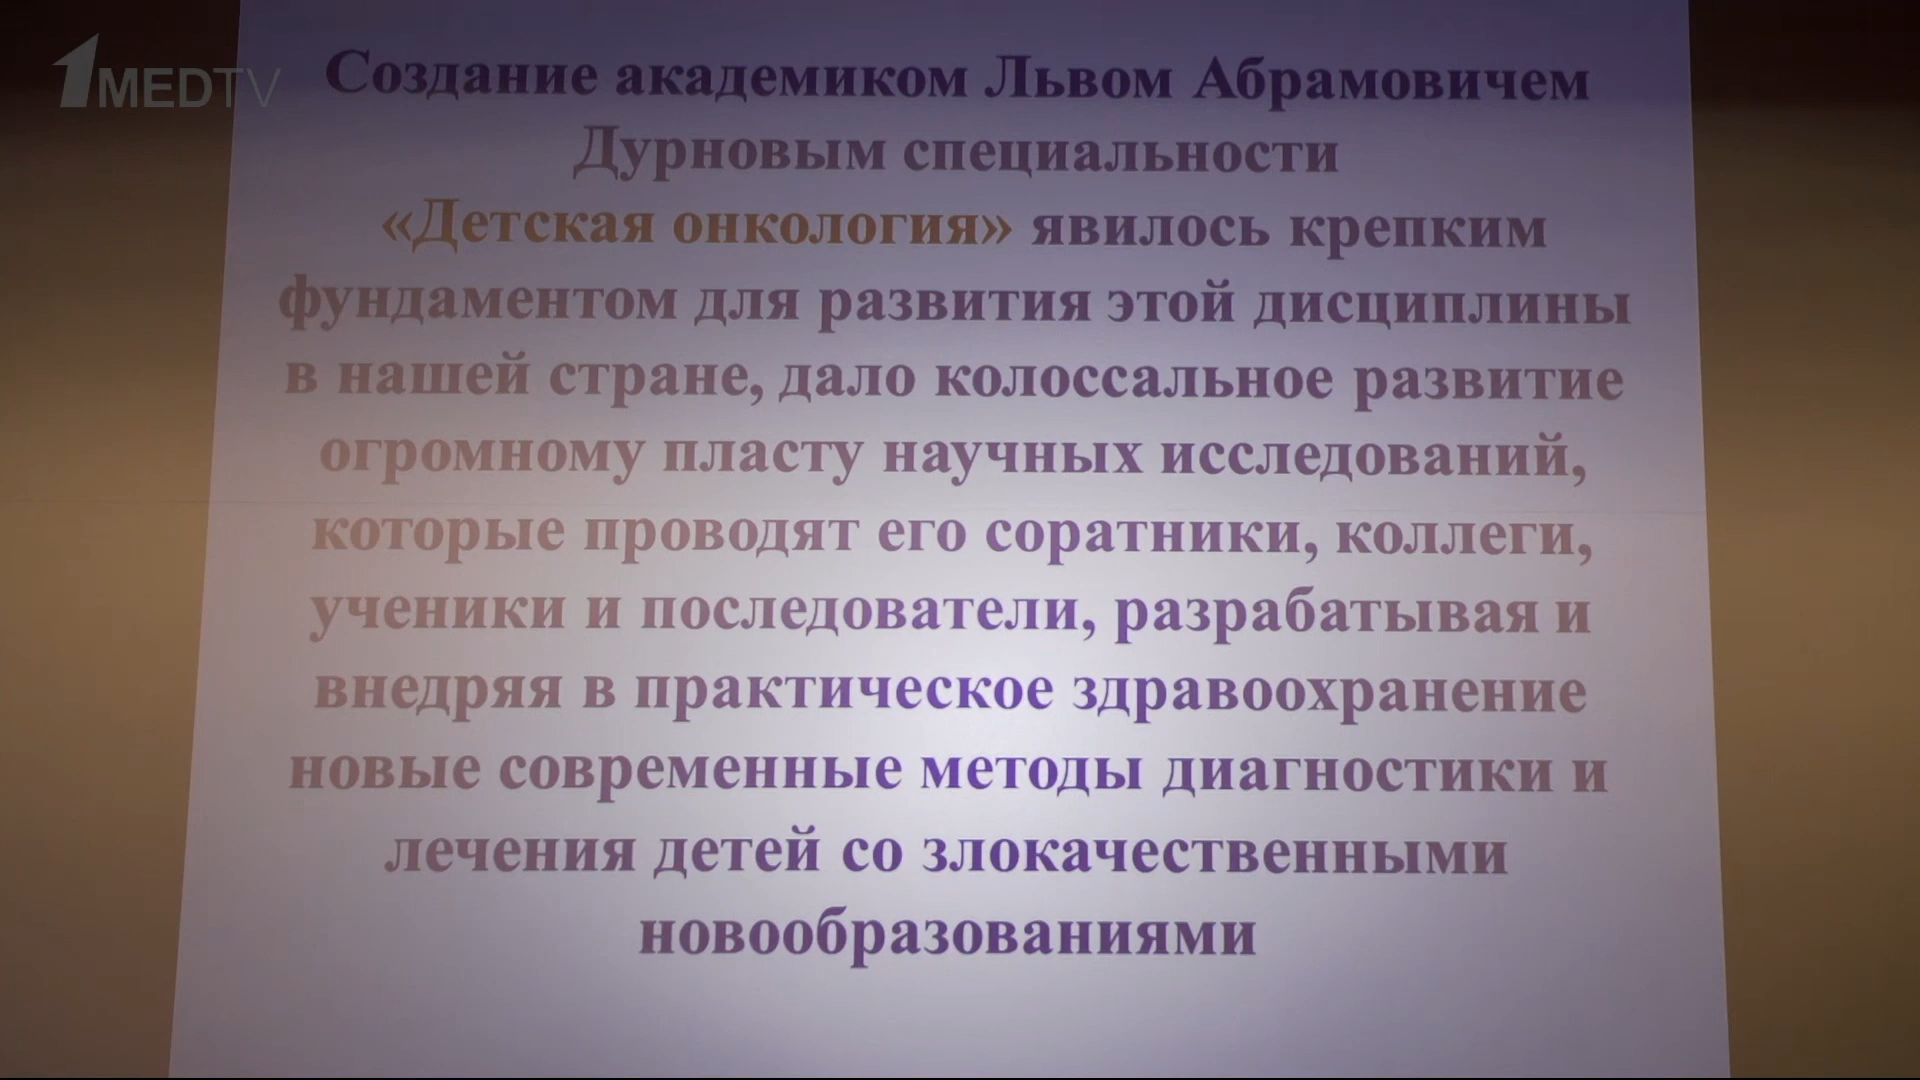 1MEDTV
Создание академиком Львом Абрамовичем
Дурновым специальности
«Детская онкология» явилось крепким
фундаментом для развития этой дисциплины
в нашей стране, дало колоссальное развитие
огромному пласту научных исследований,
которые проводят его соратники, коллеги,
ученики и последователи, разрабатывая и
внедряя в практическое здравоохранение
новые современные методы диагностики и
лечения детей со злокачественными
новообразованиями